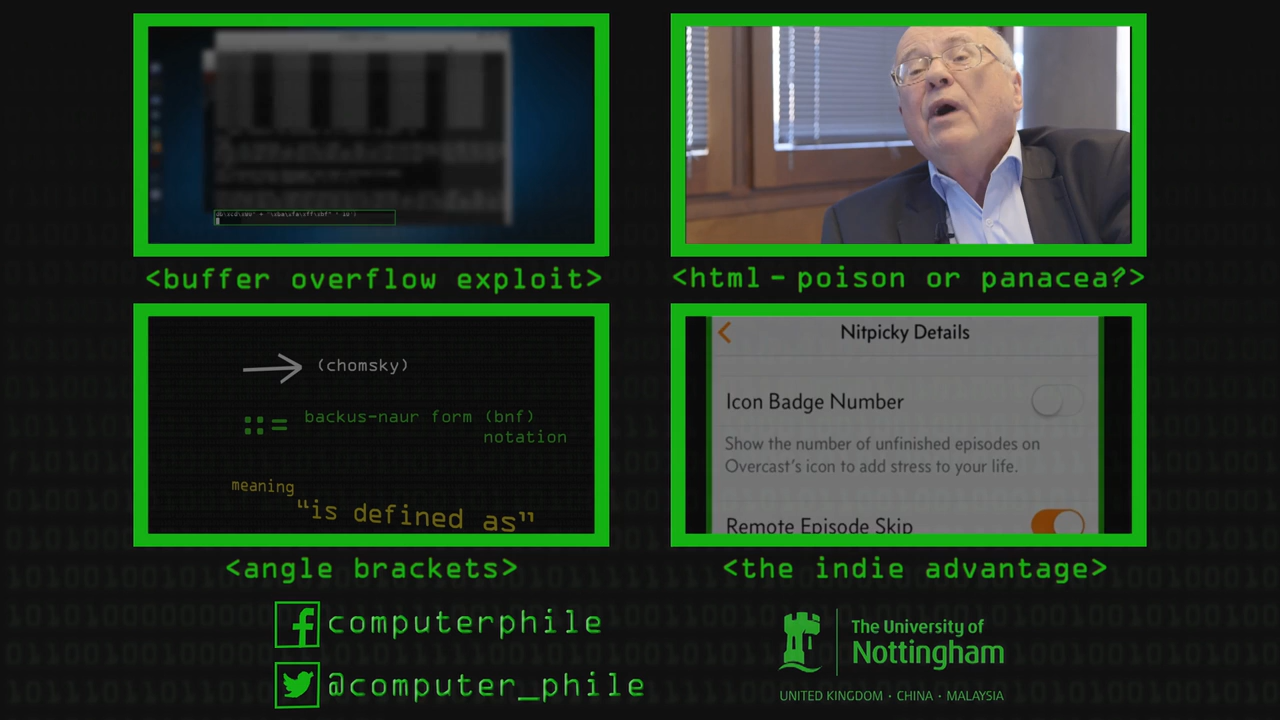 <buffer overflow exploit>
<html - poison or panacea?>
(chomsky)
::= backus-naur form (bnf)
notation
meaning
"is defined as"
Nitpicky Details
Icon Badge Number
Show the number of unfinished episodes on
Overcast's icon to add stress to your life.
Remote Episode Skip
<angle brackets>
<the indie advantage>
computerphile
@computer_phile
The University of
Nottingham
UNITED KINGDOM · CHINA · MALAYSIA